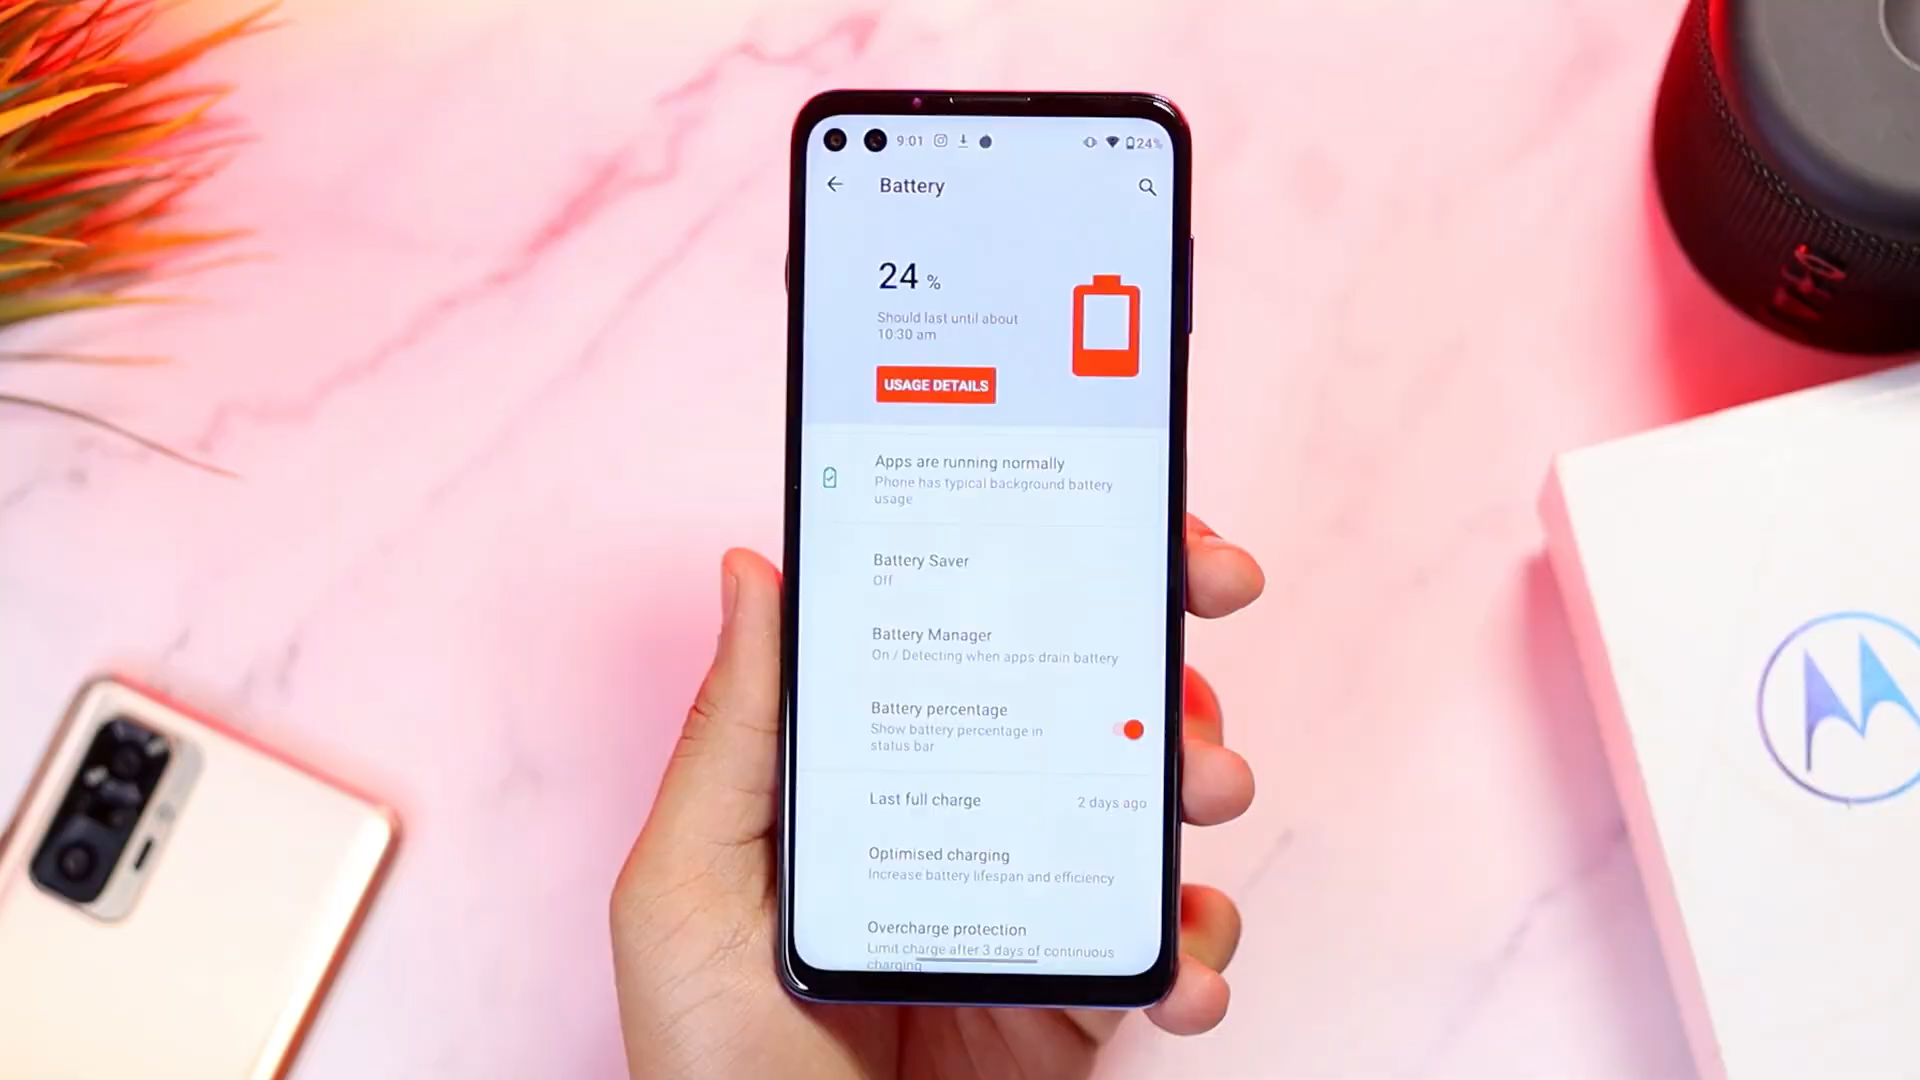 9:01
24%
Battery
24 %
Should last until about
10:30 am
USAGE DETAILS
Apps are running normally
Phone has typical background battery
usage
Battery Saver
Off
Battery Manager
On / Detecting when apps drain battery
Battery percentage
Show battery percentage in
status bar
Last full charge
2 days ago
Optimised charging
Increase battery lifespan and efficiency
Overcharge protection
Limit charge after 3 days of continuous
charging